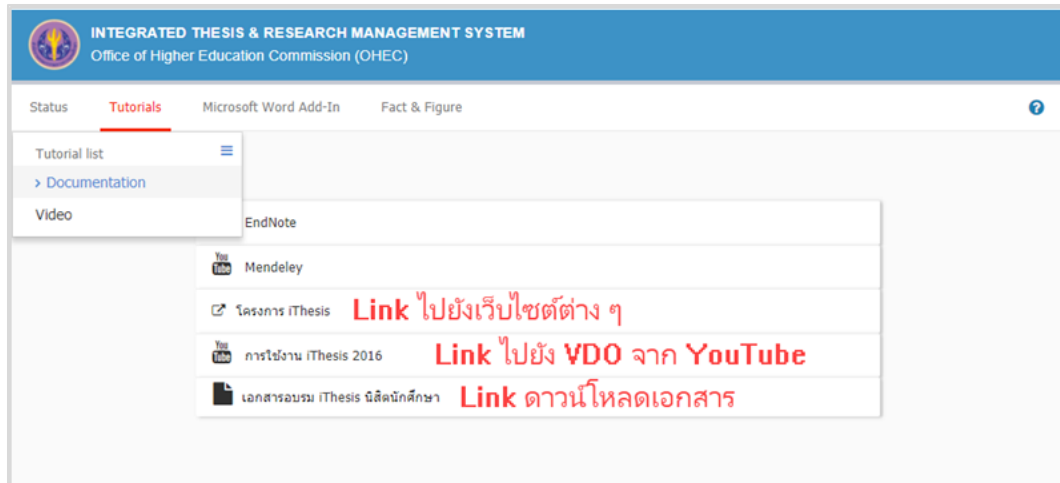 INTEGRATED THESIS & RESEARCH MANAGEMENT SYSTEM
Office of Higher Education Commission (OHEC)
Status Tutorials Microsoft Word Add-In Fact & Figure
Tutorial list
> Documentation
Video
EndNote
You Tube Mendeley
โครงการ iThesis Link ไปยังเว็บไซต์ต่าง ๆ
You Tube การใช้งาน iThesis 2016 Link ไปยัง VDO จาก YouTube
เอกสารอบรม iThesis นิสิตนักศึกษา Link ดาวน์โหลดเอกสาร